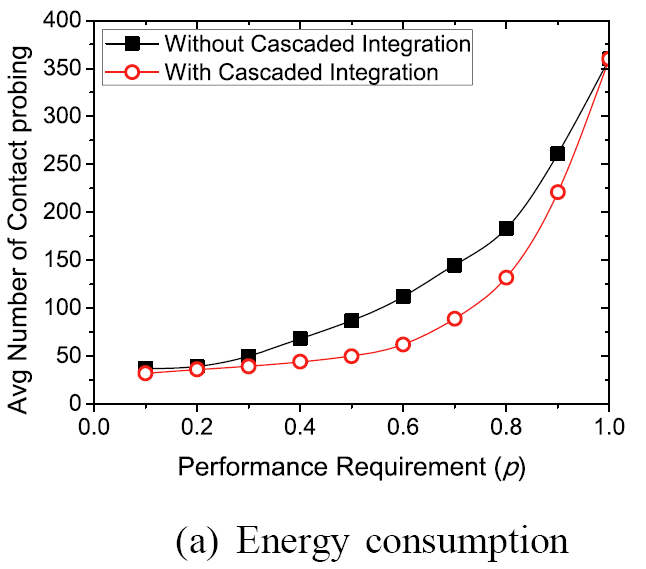 400
350
300
250
200
150
100
50
0
Avg Number of Contact probing
Without Cascaded Integration
With Cascaded Integration
0.0 0.2 0.4 0.6 0.8 1.0
Performance Requirement (p)
(a) Energy consumption